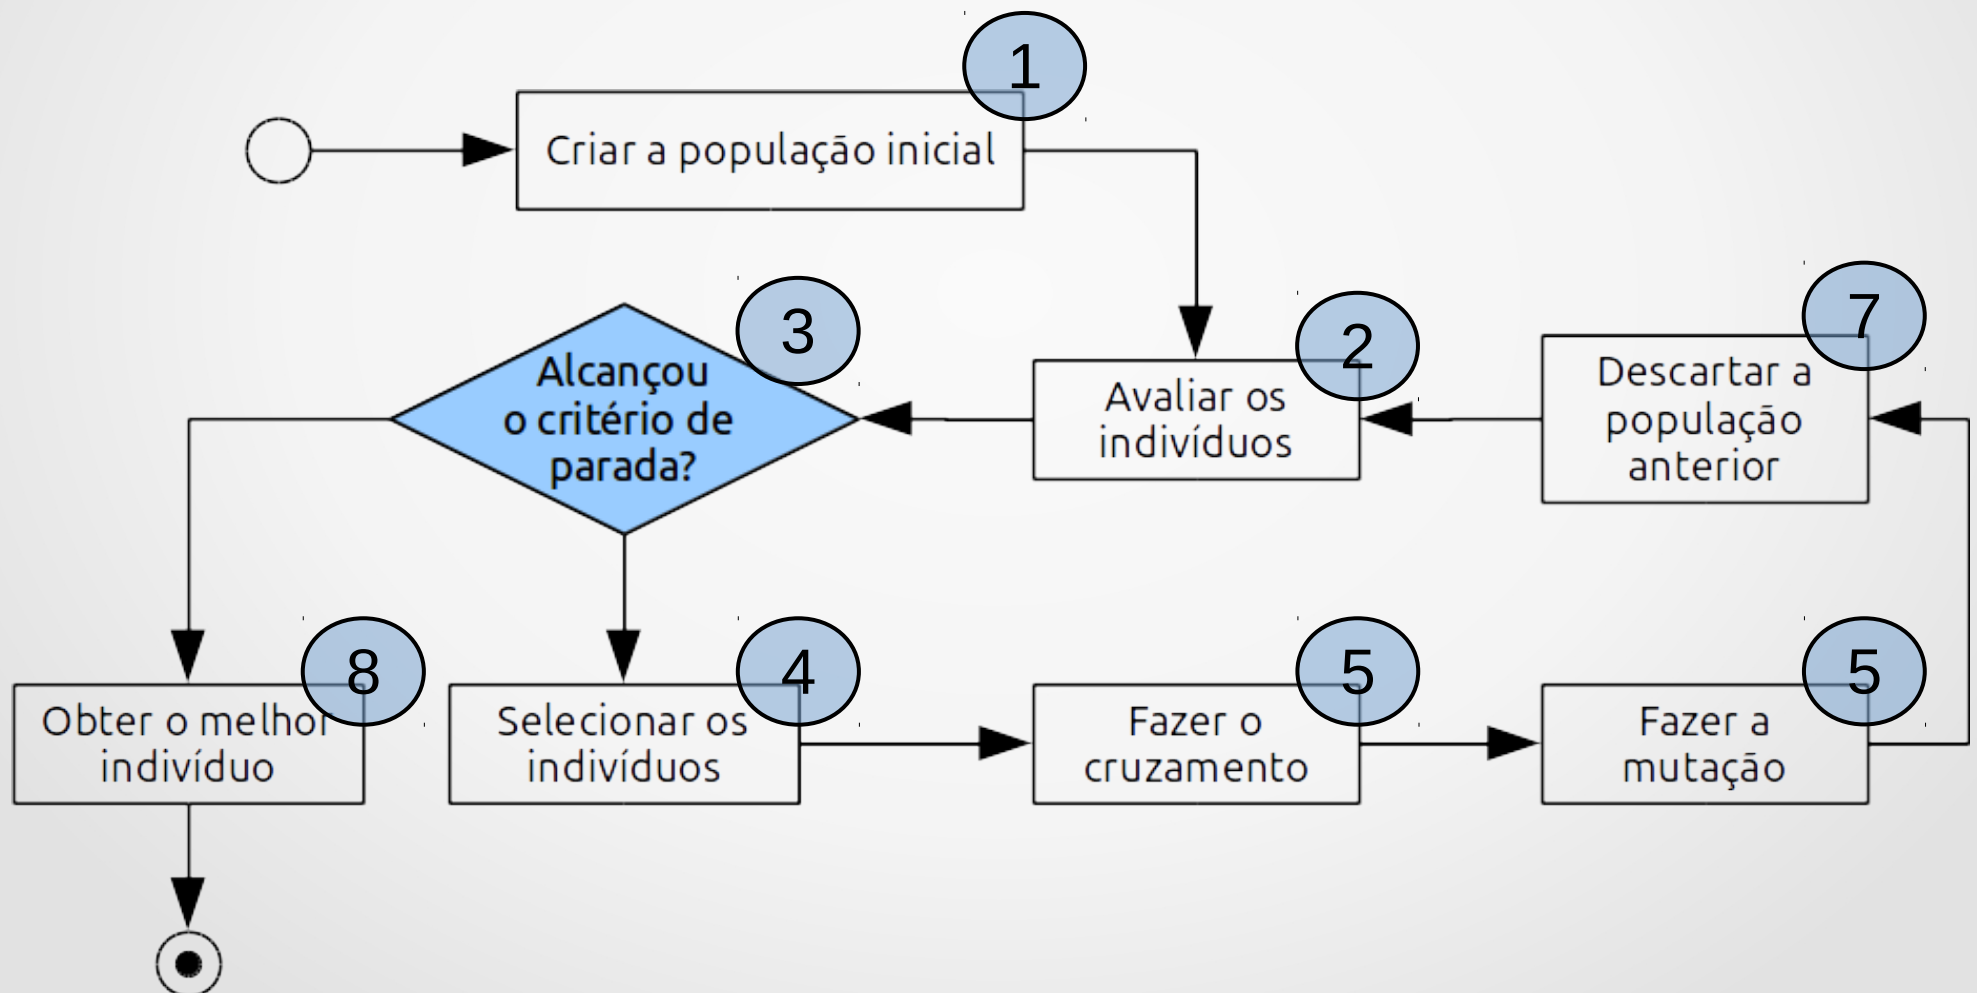 1
Criar a população inicial
3
Alcançou
o critério de
parada?
2
Avaliar os
indivíduos
7
Descartar a
população
anterior
8
Obter o melhor
indivíduo
4
Selecionar os
indivíduos
5
Fazer o
cruzamento
5
Fazer a
mutação